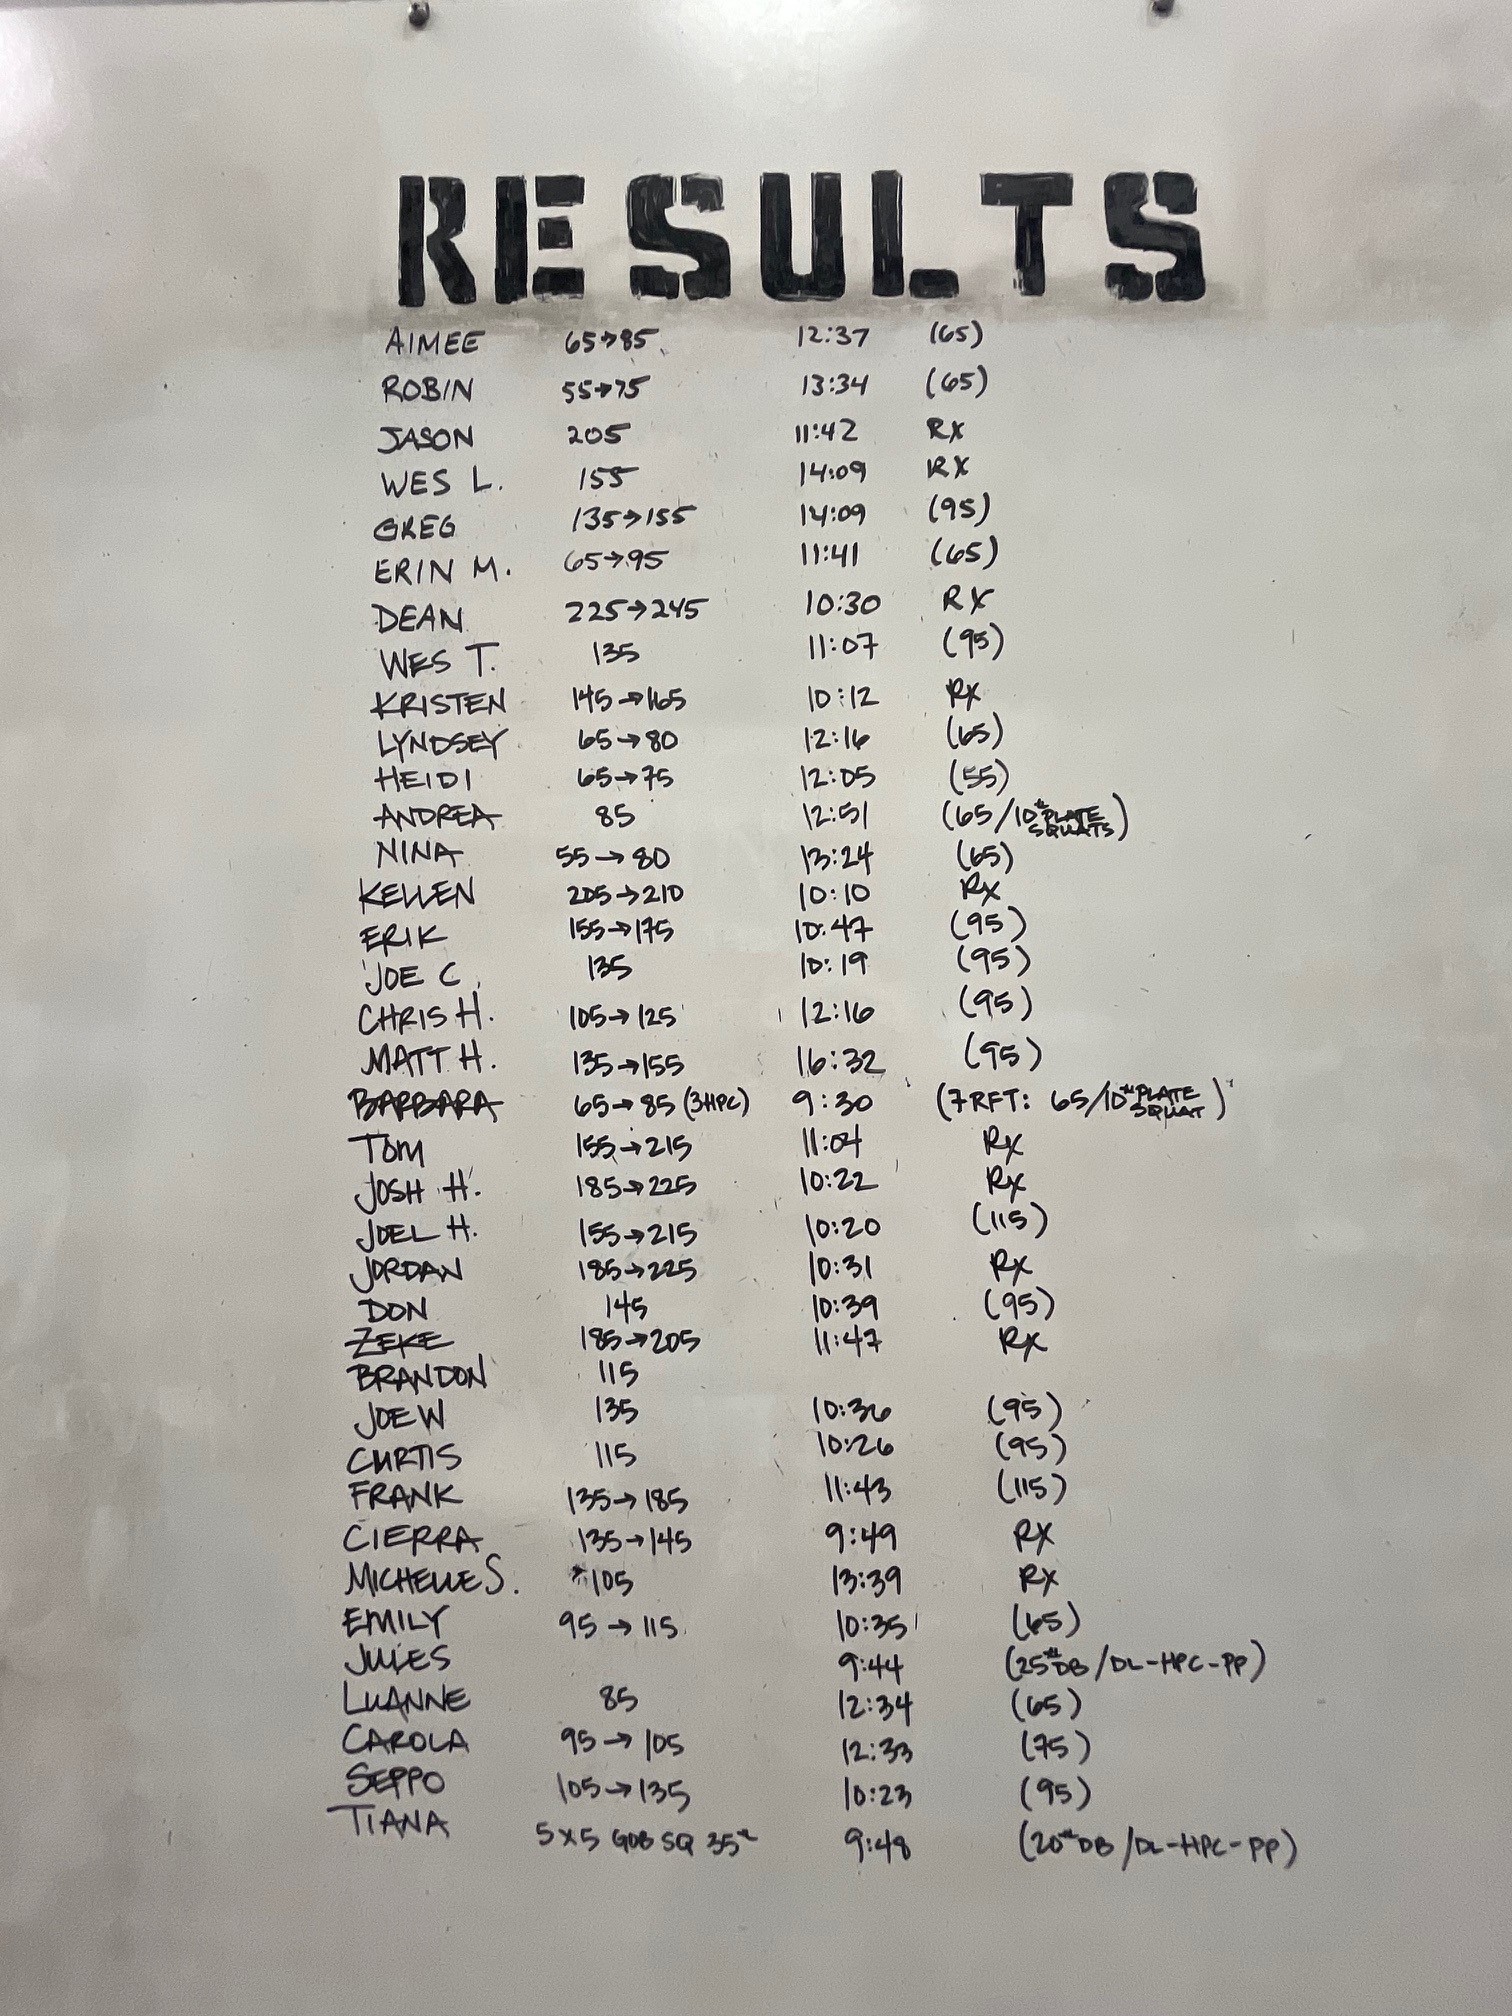 RESULTS
AIMEE 65→85 12:37 (65)
ROBIN 55→75 13:34 (65)
JASON 205 11:42 RX
WES L. 155 14:09 RX
GREG 135→155 14:09 (95)
ERIN M. 65→95 11:41 (65)
DEAN 225→245 10:30 RX
WES T. 135 11:07 (95)
KRISTEN 145→165 10:12 RX
LYNDSEY 65→80 12:16 (65)
HEIDI 65→75 12:05 (55)
ANDREA 85 12:51 (65/10# PLATE SQUATS)
NINA 55→80 13:24 (65)
KELLEN 205→210 10:10 RX
ERIK 155→175 10:47 (95)
JOE C. 135 10:19 (95)
CHRIS H. 105→125 12:16 (95)
MATT H. 135→155 16:32 (95)
BARBARA 65→85 (3HPC) 9:30 (7RFT: 65/10# PLATE SQUAT)
TOM 155→215 11:04 RX
JOSH H. 185→225 10:22 RX
JOEL H. 155→215 10:20 (115)
JORDAN 185→225 10:31 RX
DON 145 10:39 (95)
ZEKE 185→205 11:47 RX
BRANDON 115
JOE W 135 10:36 (95)
CURTIS 115 10:26 (95)
FRANK 135→185 11:43 (115)
CIERRA 135→145 9:49 RX
MICHELLE S. 105 13:39 RX
EMILY 95→115 10:35 (65)
JULES 9:44 (25# DB/DL-HPC-PP)
LUANNE 85 12:34 (65)
CAROLA 95→105 12:33 (75)
SEPPO 105→135 10:23 (95)
TIANA 5X5 GOB SQ 35# 9:48 (20# DB/DL-HPC-PP)